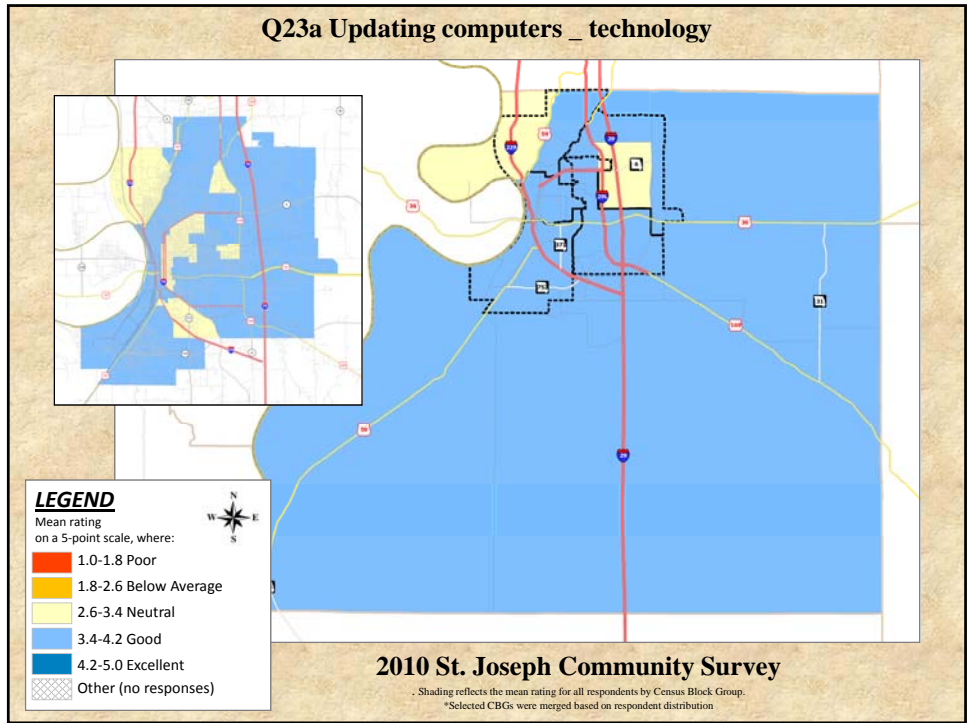 Q23a Updating computers _ technology
229
59
29
6
36
36
371
752
31
169
59
29
LEGEND
Mean rating
on a 5-point scale, where:
N
W
E
S
1.0-1.8 Poor
1.8-2.6 Below Average
2.6-3.4 Neutral
3.4-4.2 Good
4.2-5.0 Excellent
Other (no responses)
2010 St. Joseph Community Survey
. Shading reflects the mean rating for all respondents by Census Block Group.
*Selected CBGs were merged based on respondent distribution